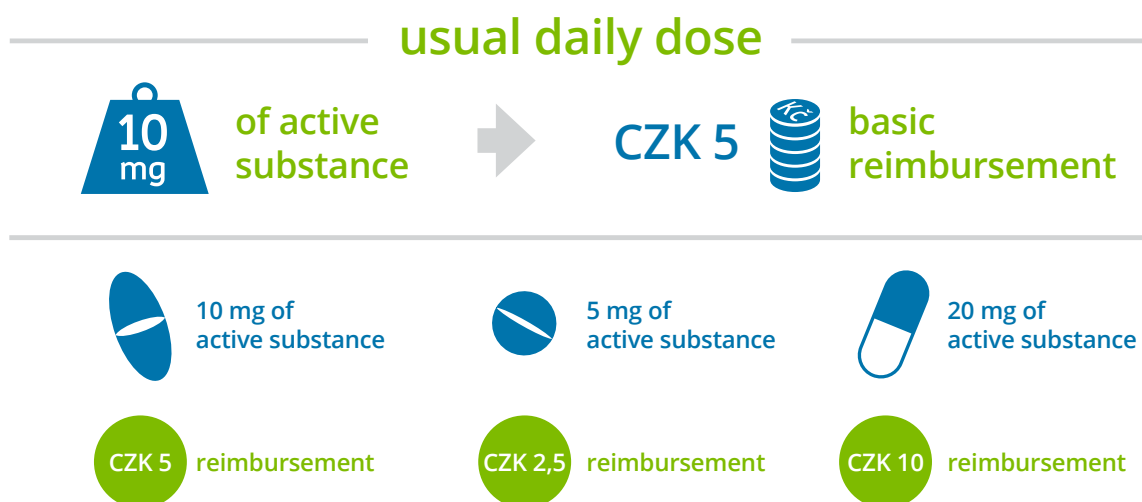 usual daily dose
10
mg
of active
substance
CZK 5
Kč
basic
reimbursement
10 mg of
active substance
5 mg of
active substance
20 mg of
active substance
CZK 5 reimbursement
CZK 2,5 reimbursement
CZK 10 reimbursement